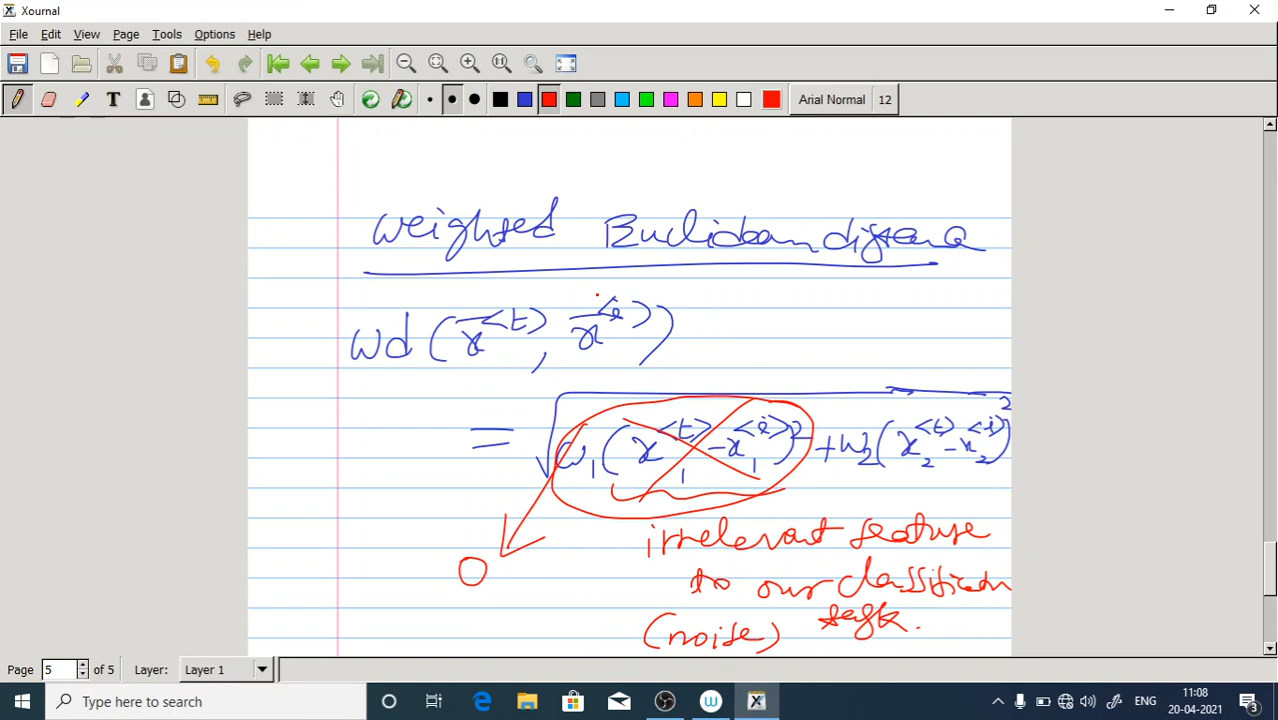 Xournal
File Edit View Page Tools Options Help
Arial Normal 12
Weighted Euclidean distance
wd (x^<t>, x^<i>)
= √ w₁ (x₁^<t> - x₁^<i>)² + w₂ (x₂^<t> - x₂^<i>)²
0
irrelevant feature
to our classification
task.
(noise)
Page 5 of 5 Layer: Layer 1
Type here to search
ENG
11:08
20-04-2021
3